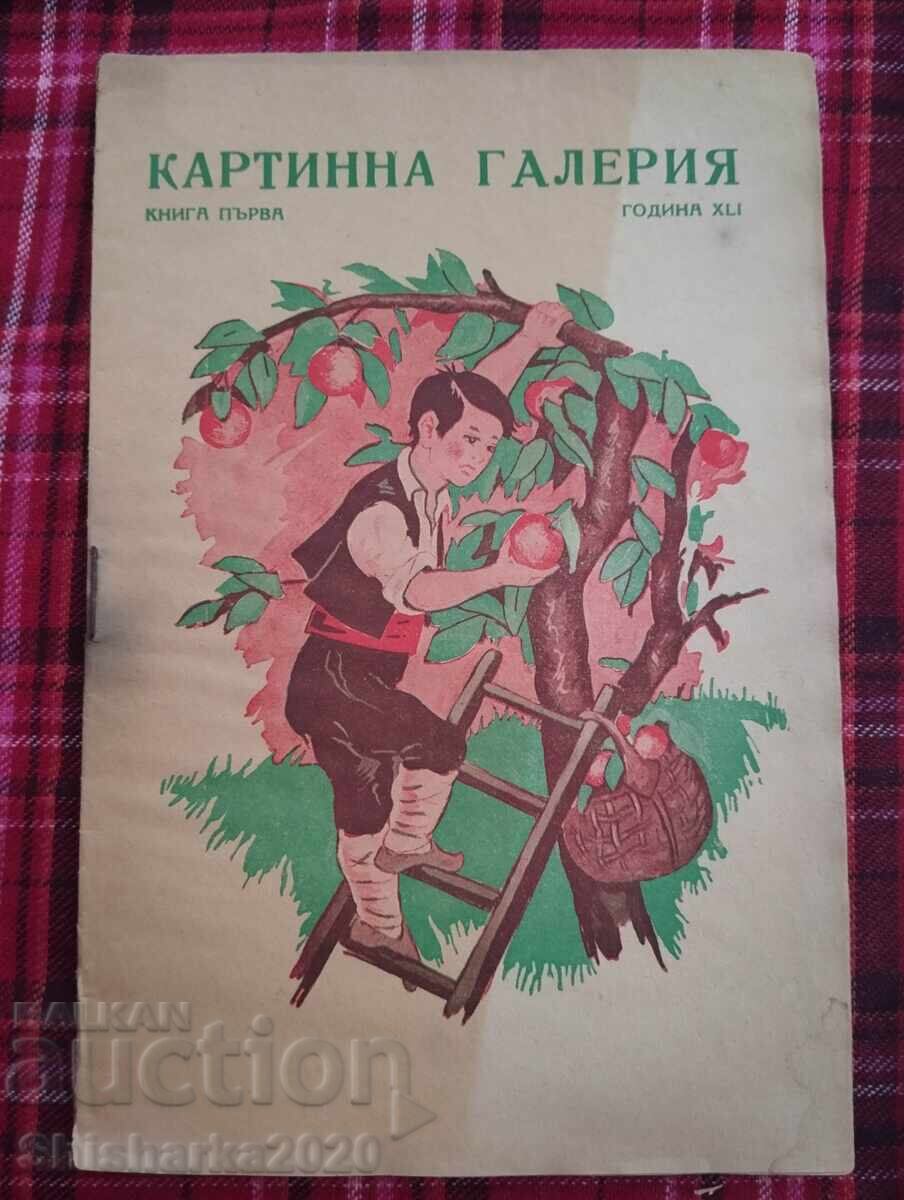 КАРТИННА ГАЛЕРИЯ
КНИГА ПЪРВА ГОДИНА XLI
BALKAN
auction
Shisharka2020